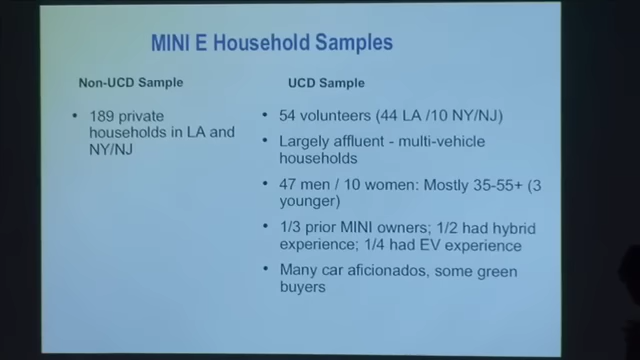 MINI E Household Samples
Non-UCD Sample
• 189 private
households in LA and
NY/NJ
UCD Sample
• 54 volunteers (44 LA /10 NY/NJ)
• Largely affluent - multi-vehicle
households
• 47 men / 10 women: Mostly 35-55+ (3
younger)
• 1/3 prior MINI owners; 1/2 had hybrid
experience; 1/4 had EV experience
• Many car aficionados, some green
buyers